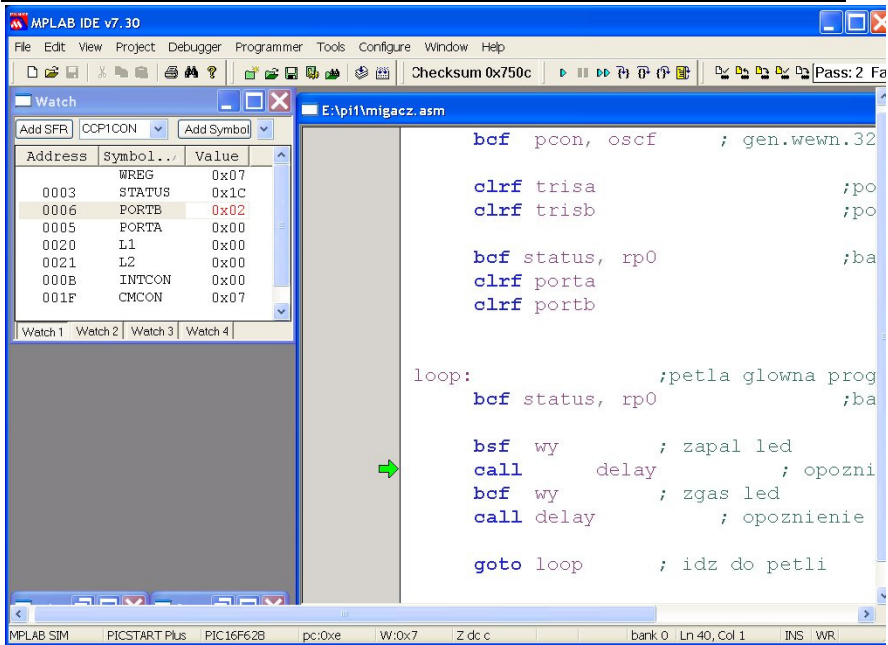 MPLAB IDE v7.30
File Edit View Project Debugger Programmer Tools Configure Window Help
Checksum 0x750c Pass: 2 Fa
Watch
Add SFR CCP1CON Add Symbol
Address Symbol.. Value
WREG 0x07
0003 STATUS 0x1C
0006 PORTB 0x02
0005 PORTA 0x00
0020 L1 0x00
0021 L2 0x00
000B INTCON 0x00
001F CMCON 0x07
Watch 1 Watch 2 Watch 3 Watch 4
E:\pi1\migacz.asm
bcf pcon, oscf ; gen.wewn.32
clrf trisa ;po
clrf trisb ;po
bcf status, rp0 ;ba
clrf porta
clrf portb
loop: ;petla glowna prog
bcf status, rp0 ;ba
bsf wy ; zapal led
call delay ; opozni
bcf wy ; zgas led
call delay ; opoznienie
goto loop ; idz do petli
MPLAB SIM PICSTART Plus PIC16F628 pc:0xe W:0x7 Z dc c bank 0 Ln 40, Col 1 INS WR